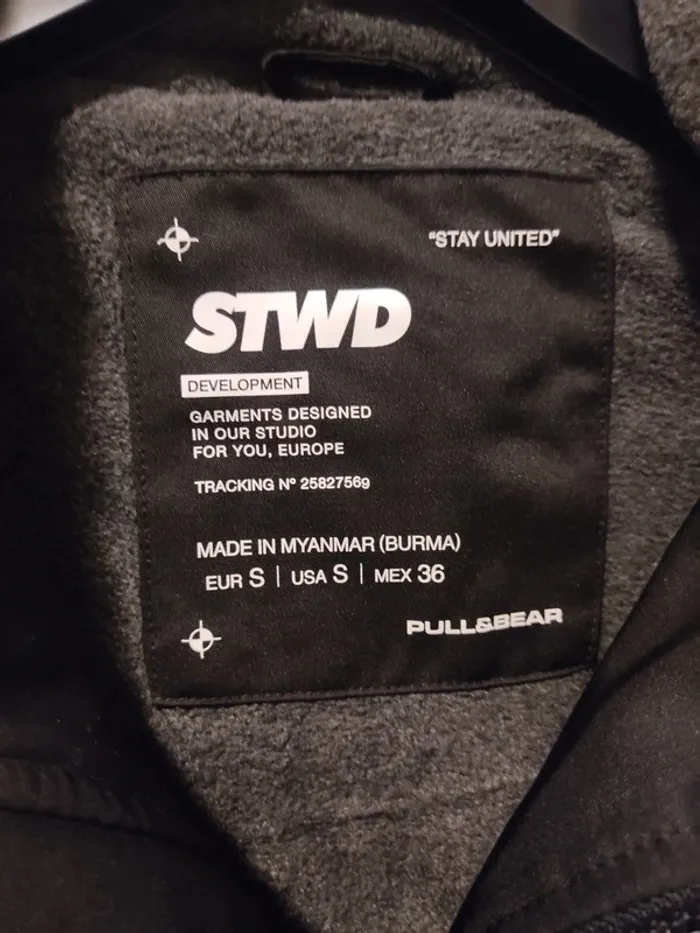 "STAY UNITED"
STWD
DEVELOPMENT
GARMENTS DESIGNED
IN OUR STUDIO
FOR YOU, EUROPE
TRACKING Nº 25827569
MADE IN MYANMAR (BURMA)
EUR S | USA S | MEX 36
PULL&BEAR